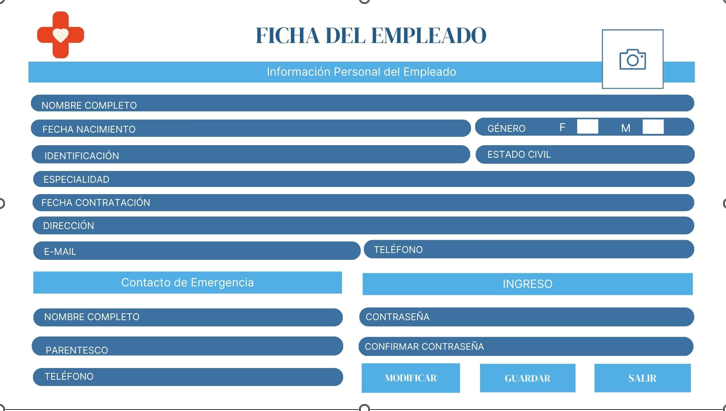 FICHA DEL EMPLEADO
Información Personal del Empleado
NOMBRE COMPLETO
FECHA NACIMIENTO
GÉNERO F M
IDENTIFICACIÓN
ESTADO CIVIL
ESPECIALIDAD
FECHA CONTRATACIÓN
DIRECCIÓN
E-MAIL
TELÉFONO
Contacto de Emergencia
NOMBRE COMPLETO
PARENTESCO
TELÉFONO
INGRESO
CONTRASEÑA
CONFIRMAR CONTRASEÑA
MODIFICAR
GUARDAR
SALIR